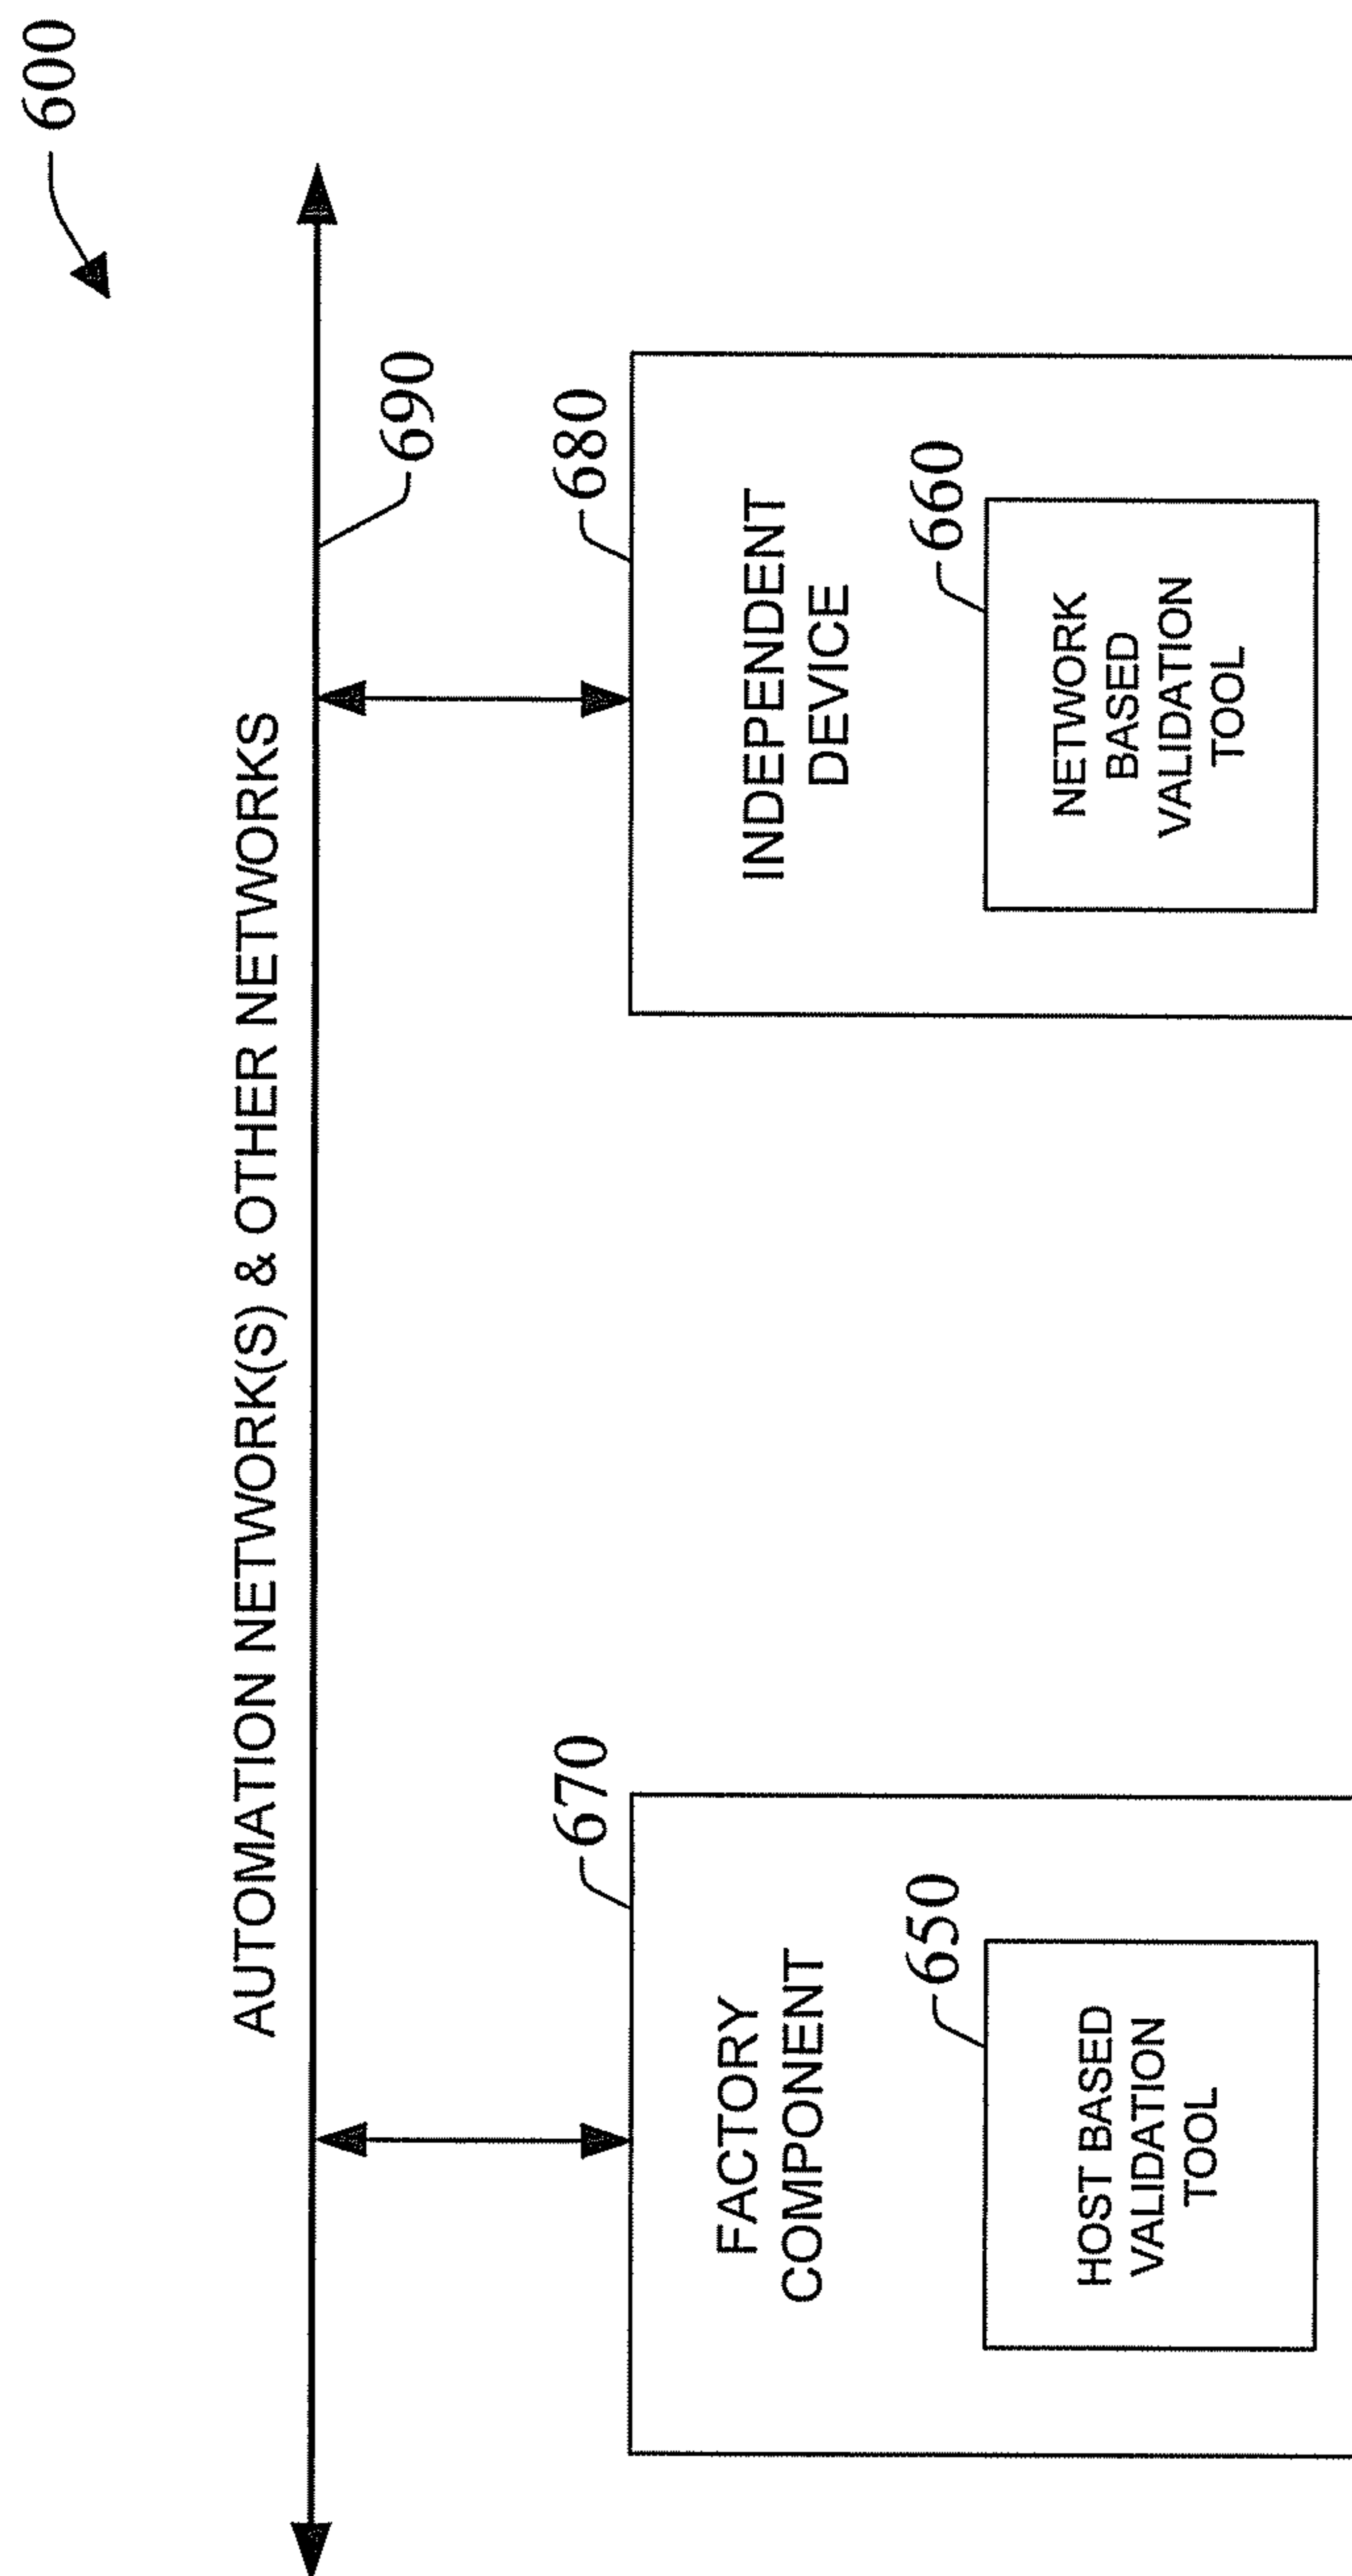 600
AUTOMATION NETWORK(S) & OTHER NETWORKS
690
670
FACTORY
COMPONENT
650
HOST BASED
VALIDATION
TOOL
680
INDEPENDENT
DEVICE
660
NETWORK
BASED
VALIDATION
TOOL